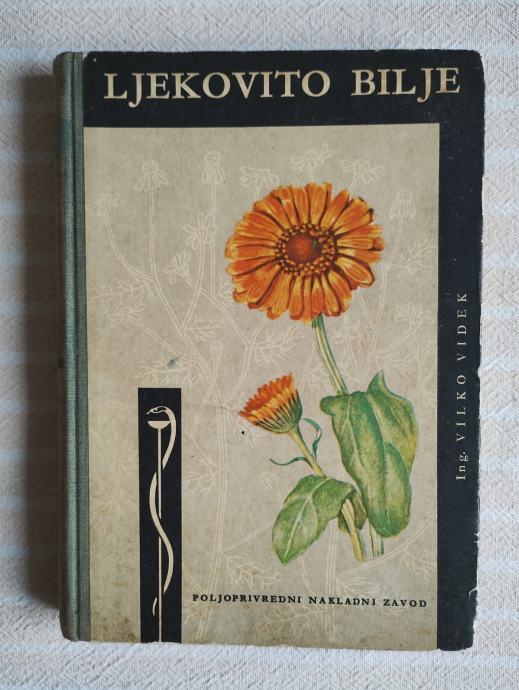 LJEKOVITO BILJE
Ing. VILKO VIDEK
POLJOPRIVREDNI NAKLADNI ZAVOD